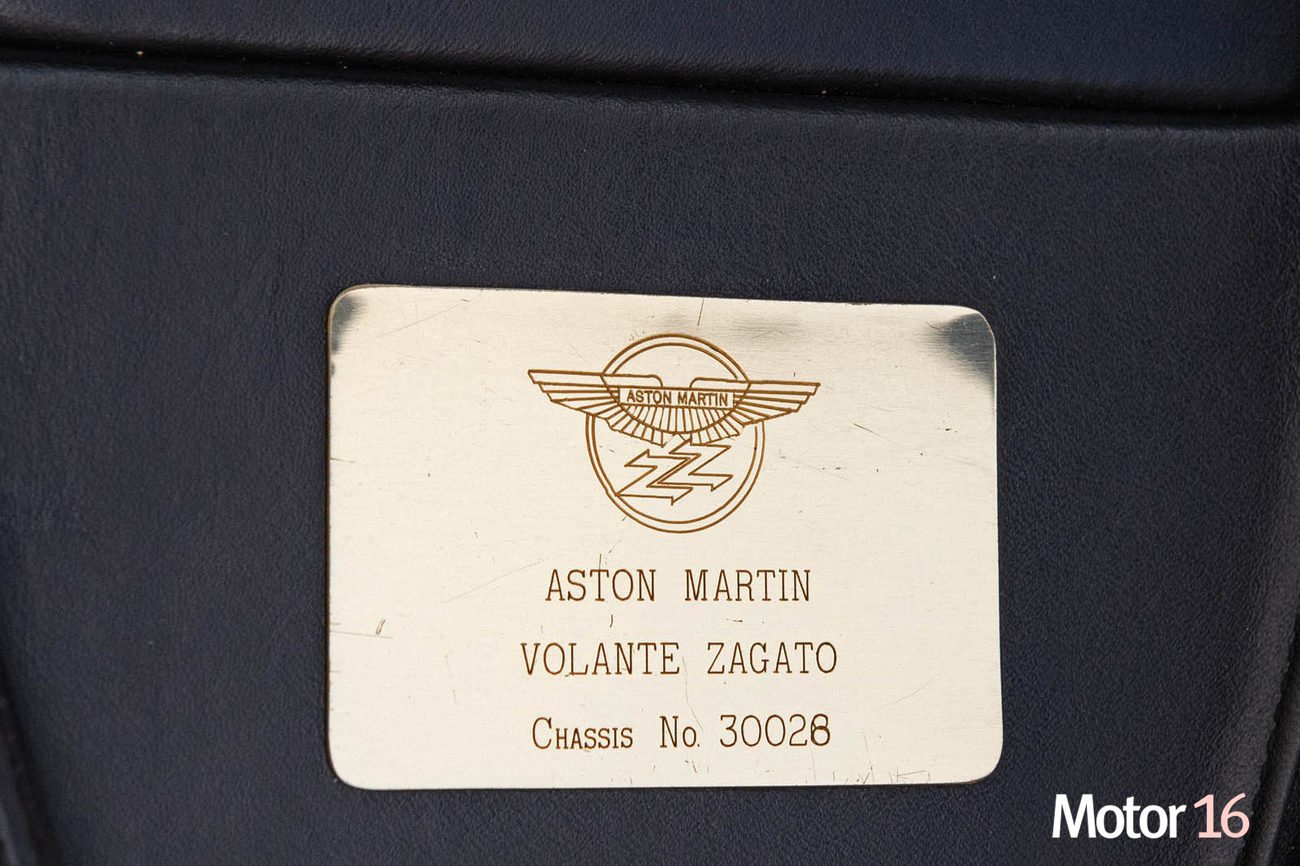 ASTON MARTIN
ASTON MARTIN
VOLANTE ZAGATO
CHASSIS No. 30028
Motor 16